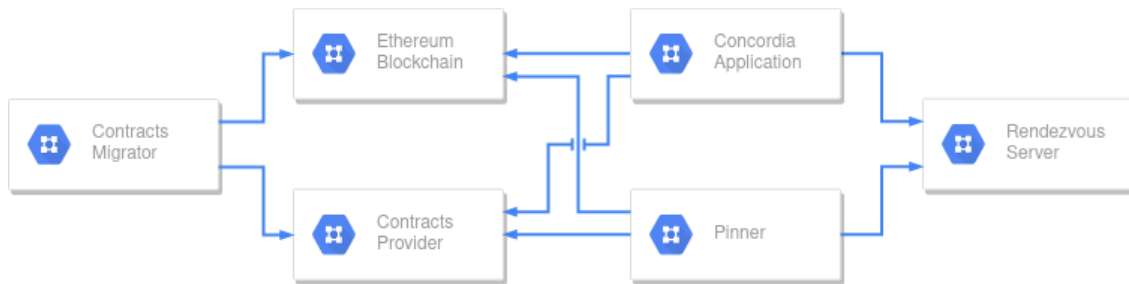 Ethereum
Blockchain
Concordia
Application
Contracts
Migrator
Rendezvous
Server
Contracts
Provider
Pinner